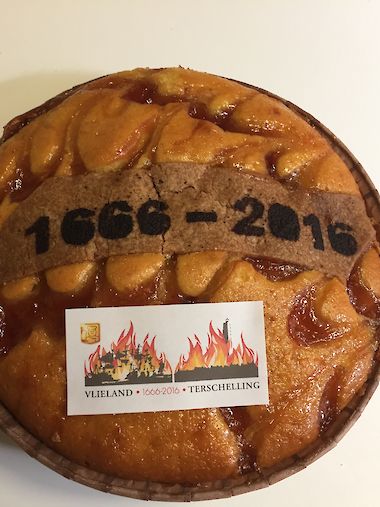 1666 – 2016
VLIELAND • 1666-2016 • TERSCHELLING